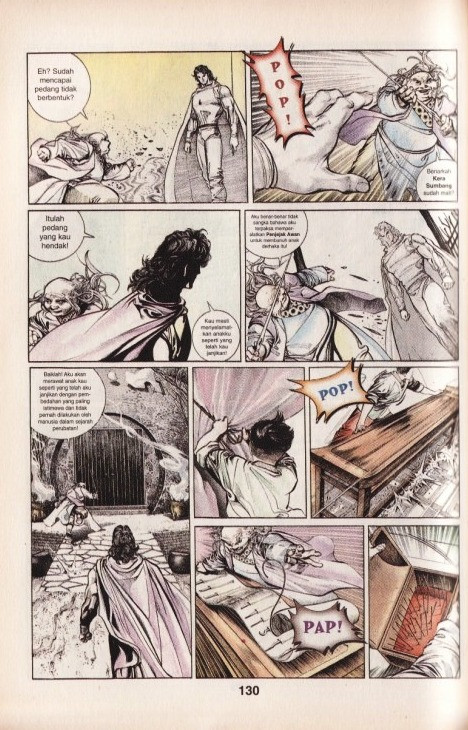 Eh? Sudah
mencapai
pedang tidak
berbentuk?
POP!
Benarkah
Kera
Sumbang
sudah mati?
Itulah
pedang
yang kau
hendak!
Kau mesti
menyelamat-
kan anakku
seperti yang
telah kau
janjikan!
Aku benar-benar tidak
sangka bahawa aku
terpaksa memper-
alatkan Penjejak Awan
untuk membunuh anak
derhaka itu!
Baiklah! Aku akan
merawat anak kau
seperti yang telah aku
janjikan dengan pem-
bedahan yang paling
istimewa dan tidak
pernah dilakukan oleh
manusia dalam sejarah
perubatan!
POP!
PAP!
130